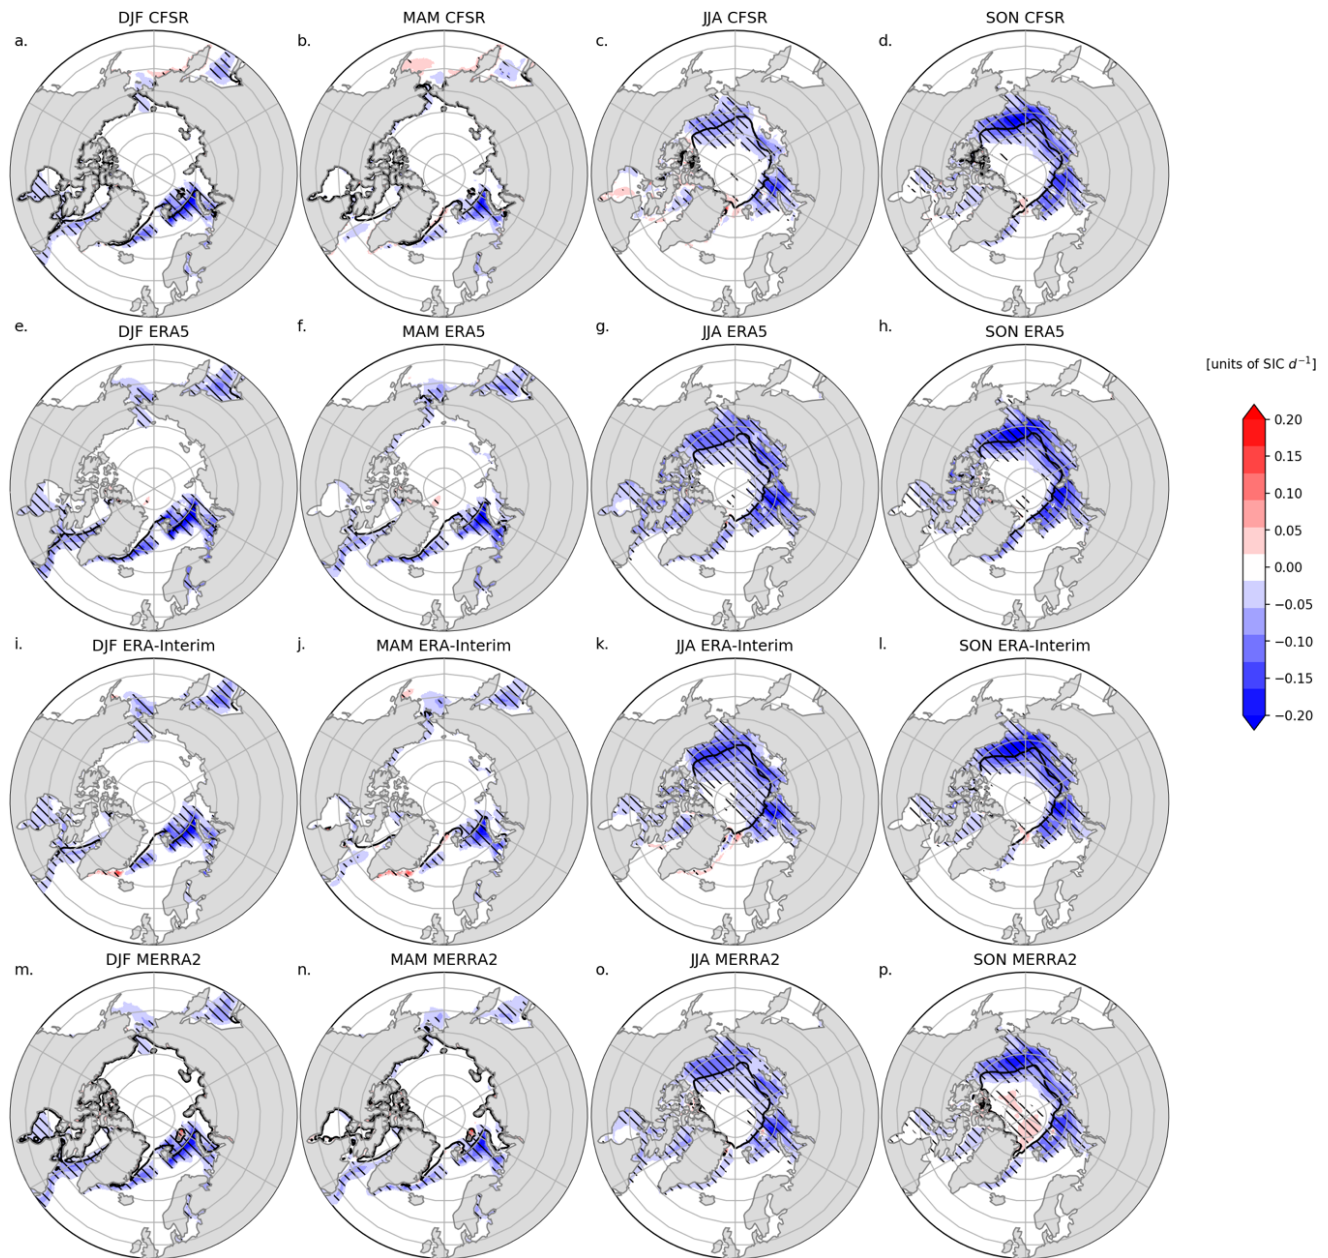 DJF CFSR
MAM CFSR
JJA CFSR
SON CFSR
a.
b.
c.
d.
DJF ERA5
MAM ERA5
JJA ERA5
SON ERA5
e.
f.
g.
h.
[units of SIC d⁻¹]
0.20
0.15
0.10
0.05
0.00
−0.05
−0.10
−0.15
−0.20
DJF ERA-Interim
MAM ERA-Interim
JJA ERA-Interim
SON ERA-Interim
i.
j.
k.
l.
DJF MERRA2
MAM MERRA2
JJA MERRA2
SON MERRA2
m.
n.
o.
p.